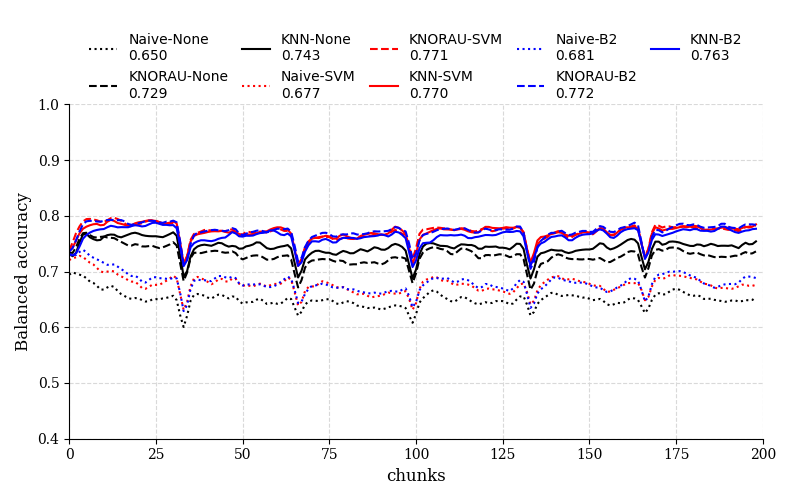 Naive-None KNN-None KNORAU-SVM Naive-B2 KNN-B2
0.650 0.743 0.771 0.681 0.763
KNORAU-None Naive-SVM KNN-SVM KNORAU-B2
0.729 0.677 0.770 0.772
1.0
0.9
0.8
0.7
0.6
0.5
0.4
Balanced accuracy
0 25 50 75 100 125 150 175 200
chunks